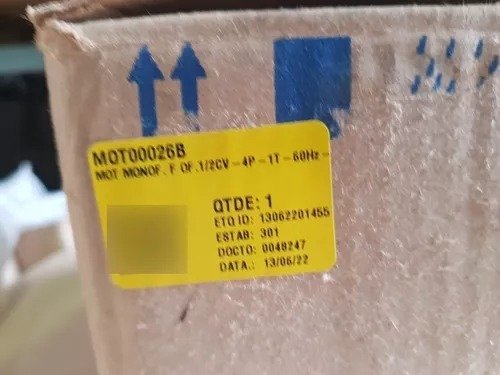 MOT00026B
MOT MONOF. F OF.1/2CV-4P-1T-60Hz-
QTDE: 1
ETQ ID: 13062201455
ESTAB: 301
DOCTO: 0048247
DATA.: 13/06/22